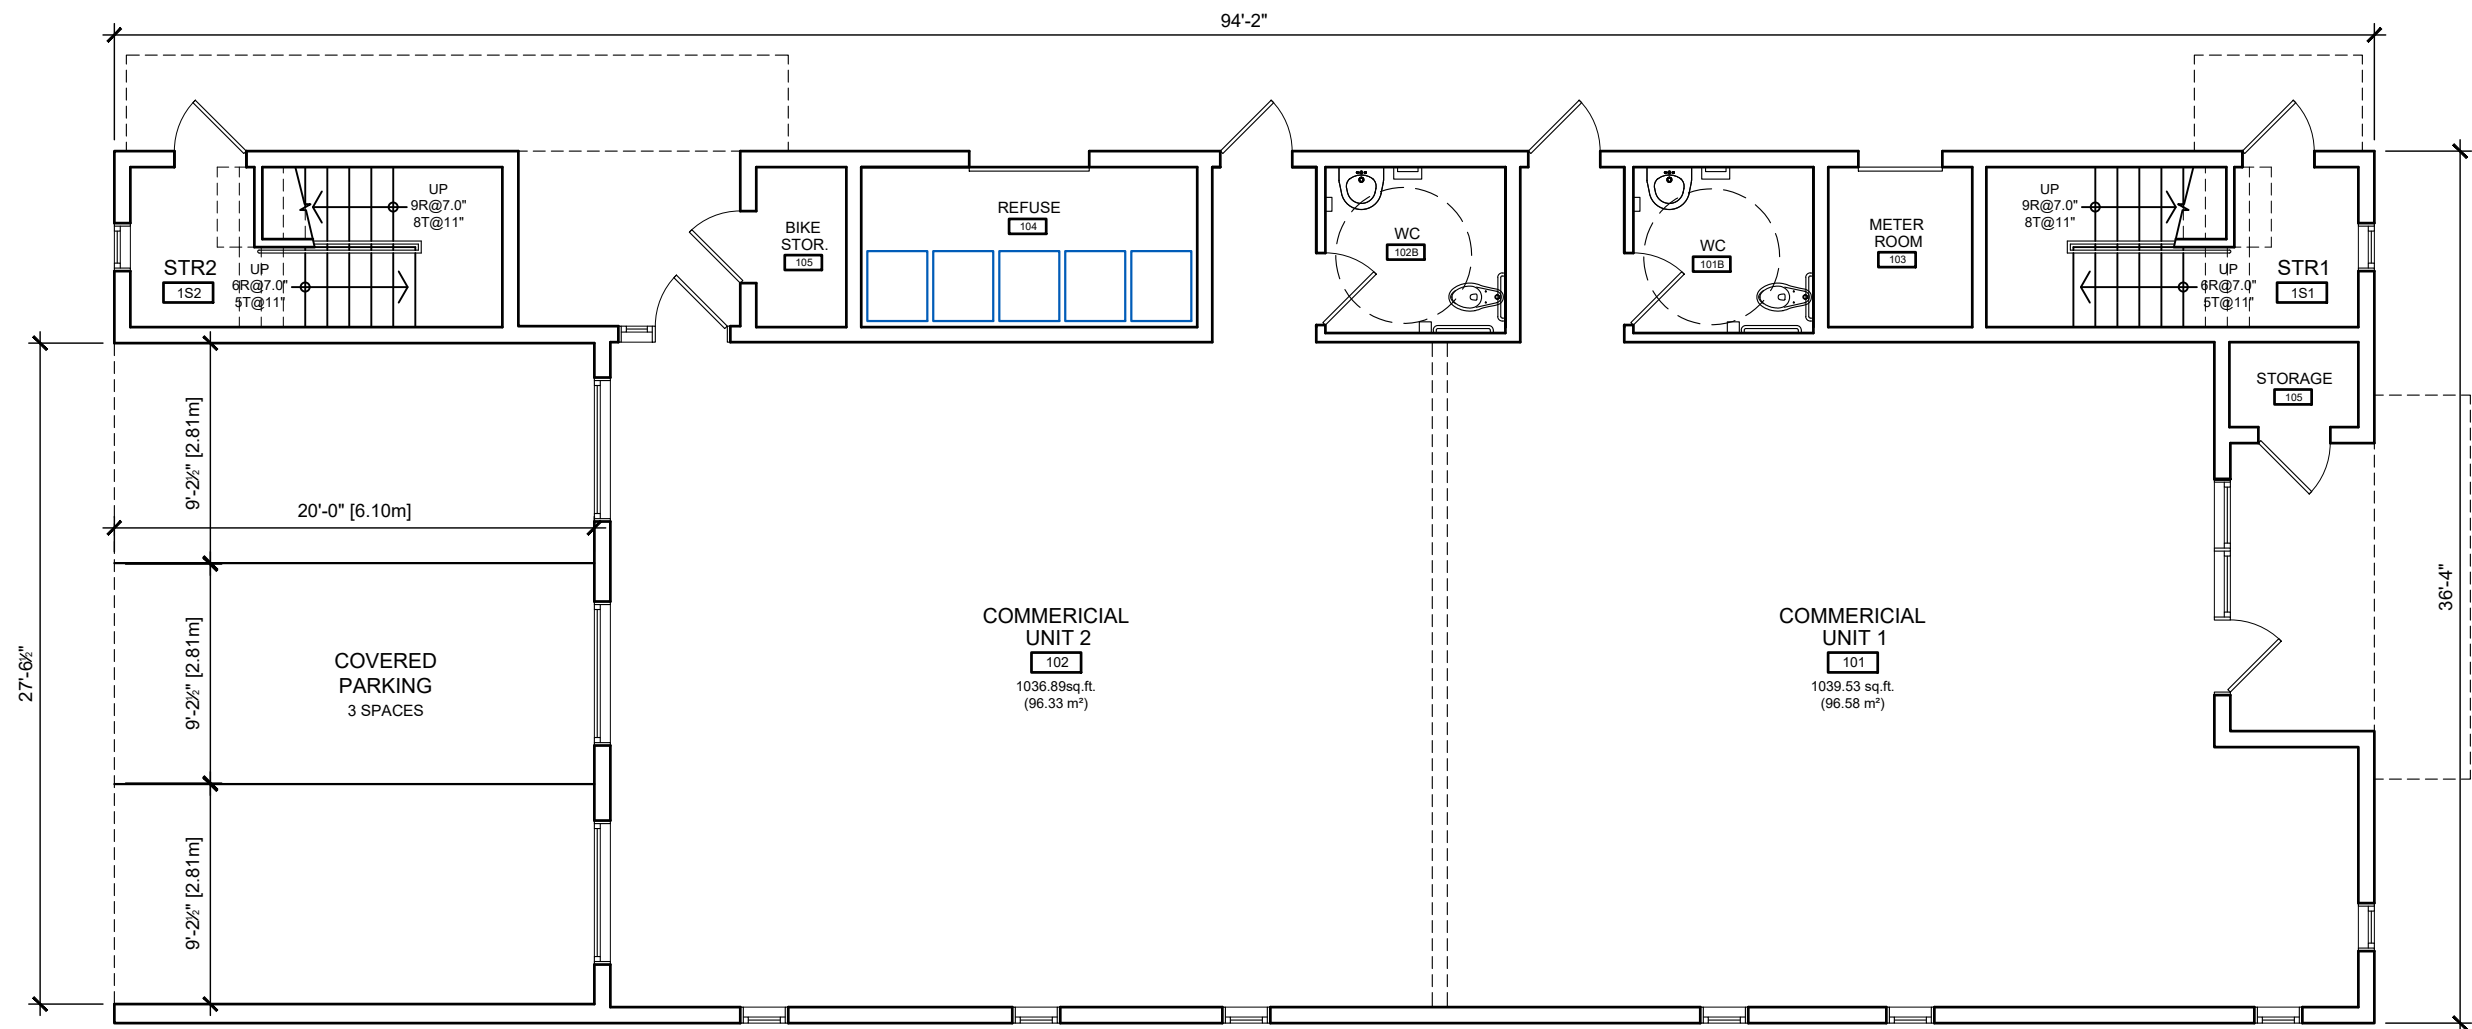 94'-2"
UP
9R@7.0"
8T@11"
STR2
1S2
UP
6R@7.0"
5T@11"
BIKE
STOR.
105
REFUSE
104
WC
102B
WC
101B
METER
ROOM
103
UP
9R@7.0"
8T@11"
UP
6R@7.0"
5T@11"
STR1
1S1
STORAGE
105
9'-2½" [2.81m]
20'-0" [6.10m]
27'-6½"
9'-2½" [2.81m]
COVERED
PARKING
3 SPACES
9'-2½" [2.81m]
COMMERICIAL
UNIT 2
102
1036.89sq.ft.
(96.33 m²)
COMMERICIAL
UNIT 1
101
1039.53 sq.ft.
(96.58 m²)
36'-4"